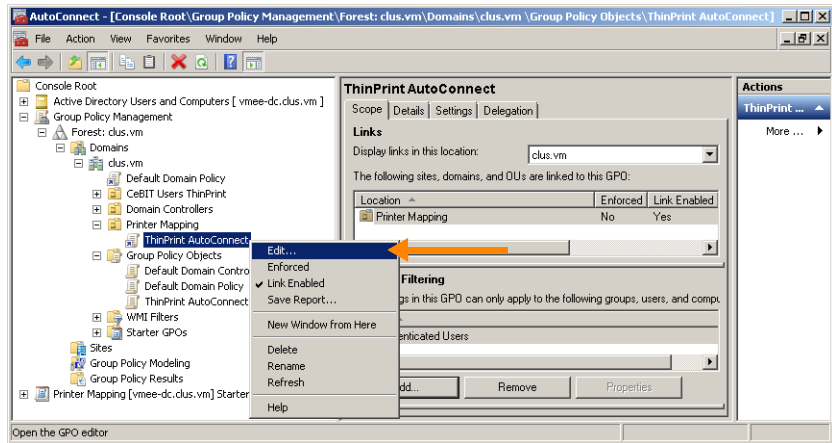 AutoConnect - [Console Root\Group Policy Management\Forest: clus.vm\Domains\clus.vm \Group Policy Objects\ThinPrint AutoConnect]
File Action View Favorites Window Help
Console Root
Active Directory Users and Computers [ vmee-dc.clus.vm ]
Group Policy Management
Forest: clus.vm
Domains
clus.vm
Default Domain Policy
CeBIT Users ThinPrint
Domain Controllers
Printer Mapping
ThinPrint AutoConnect
Group Policy Objects
Default Domain Contro
Default Domain Policy
ThinPrint AutoConnect
WMI Filters
Starter GPOs
Sites
Group Policy Modeling
Group Policy Results
Printer Mapping [vmee-dc.clus.vm] Starter
Edit...
Enforced
Link Enabled
Save Report...
New Window from Here
Delete
Rename
Refresh
Help
ThinPrint AutoConnect
Scope Details Settings Delegation
Links
Display links in this location: clus.vm
The following sites, domains, and OUs are linked to this GPO:
Location Enforced Link Enabled
Printer Mapping No Yes
Filtering
gs in this GPO can only apply to the following groups, users, and compu
enticated Users
dd... Remove Properties
Actions
ThinPrint ...
More ...
Open the GPO editor